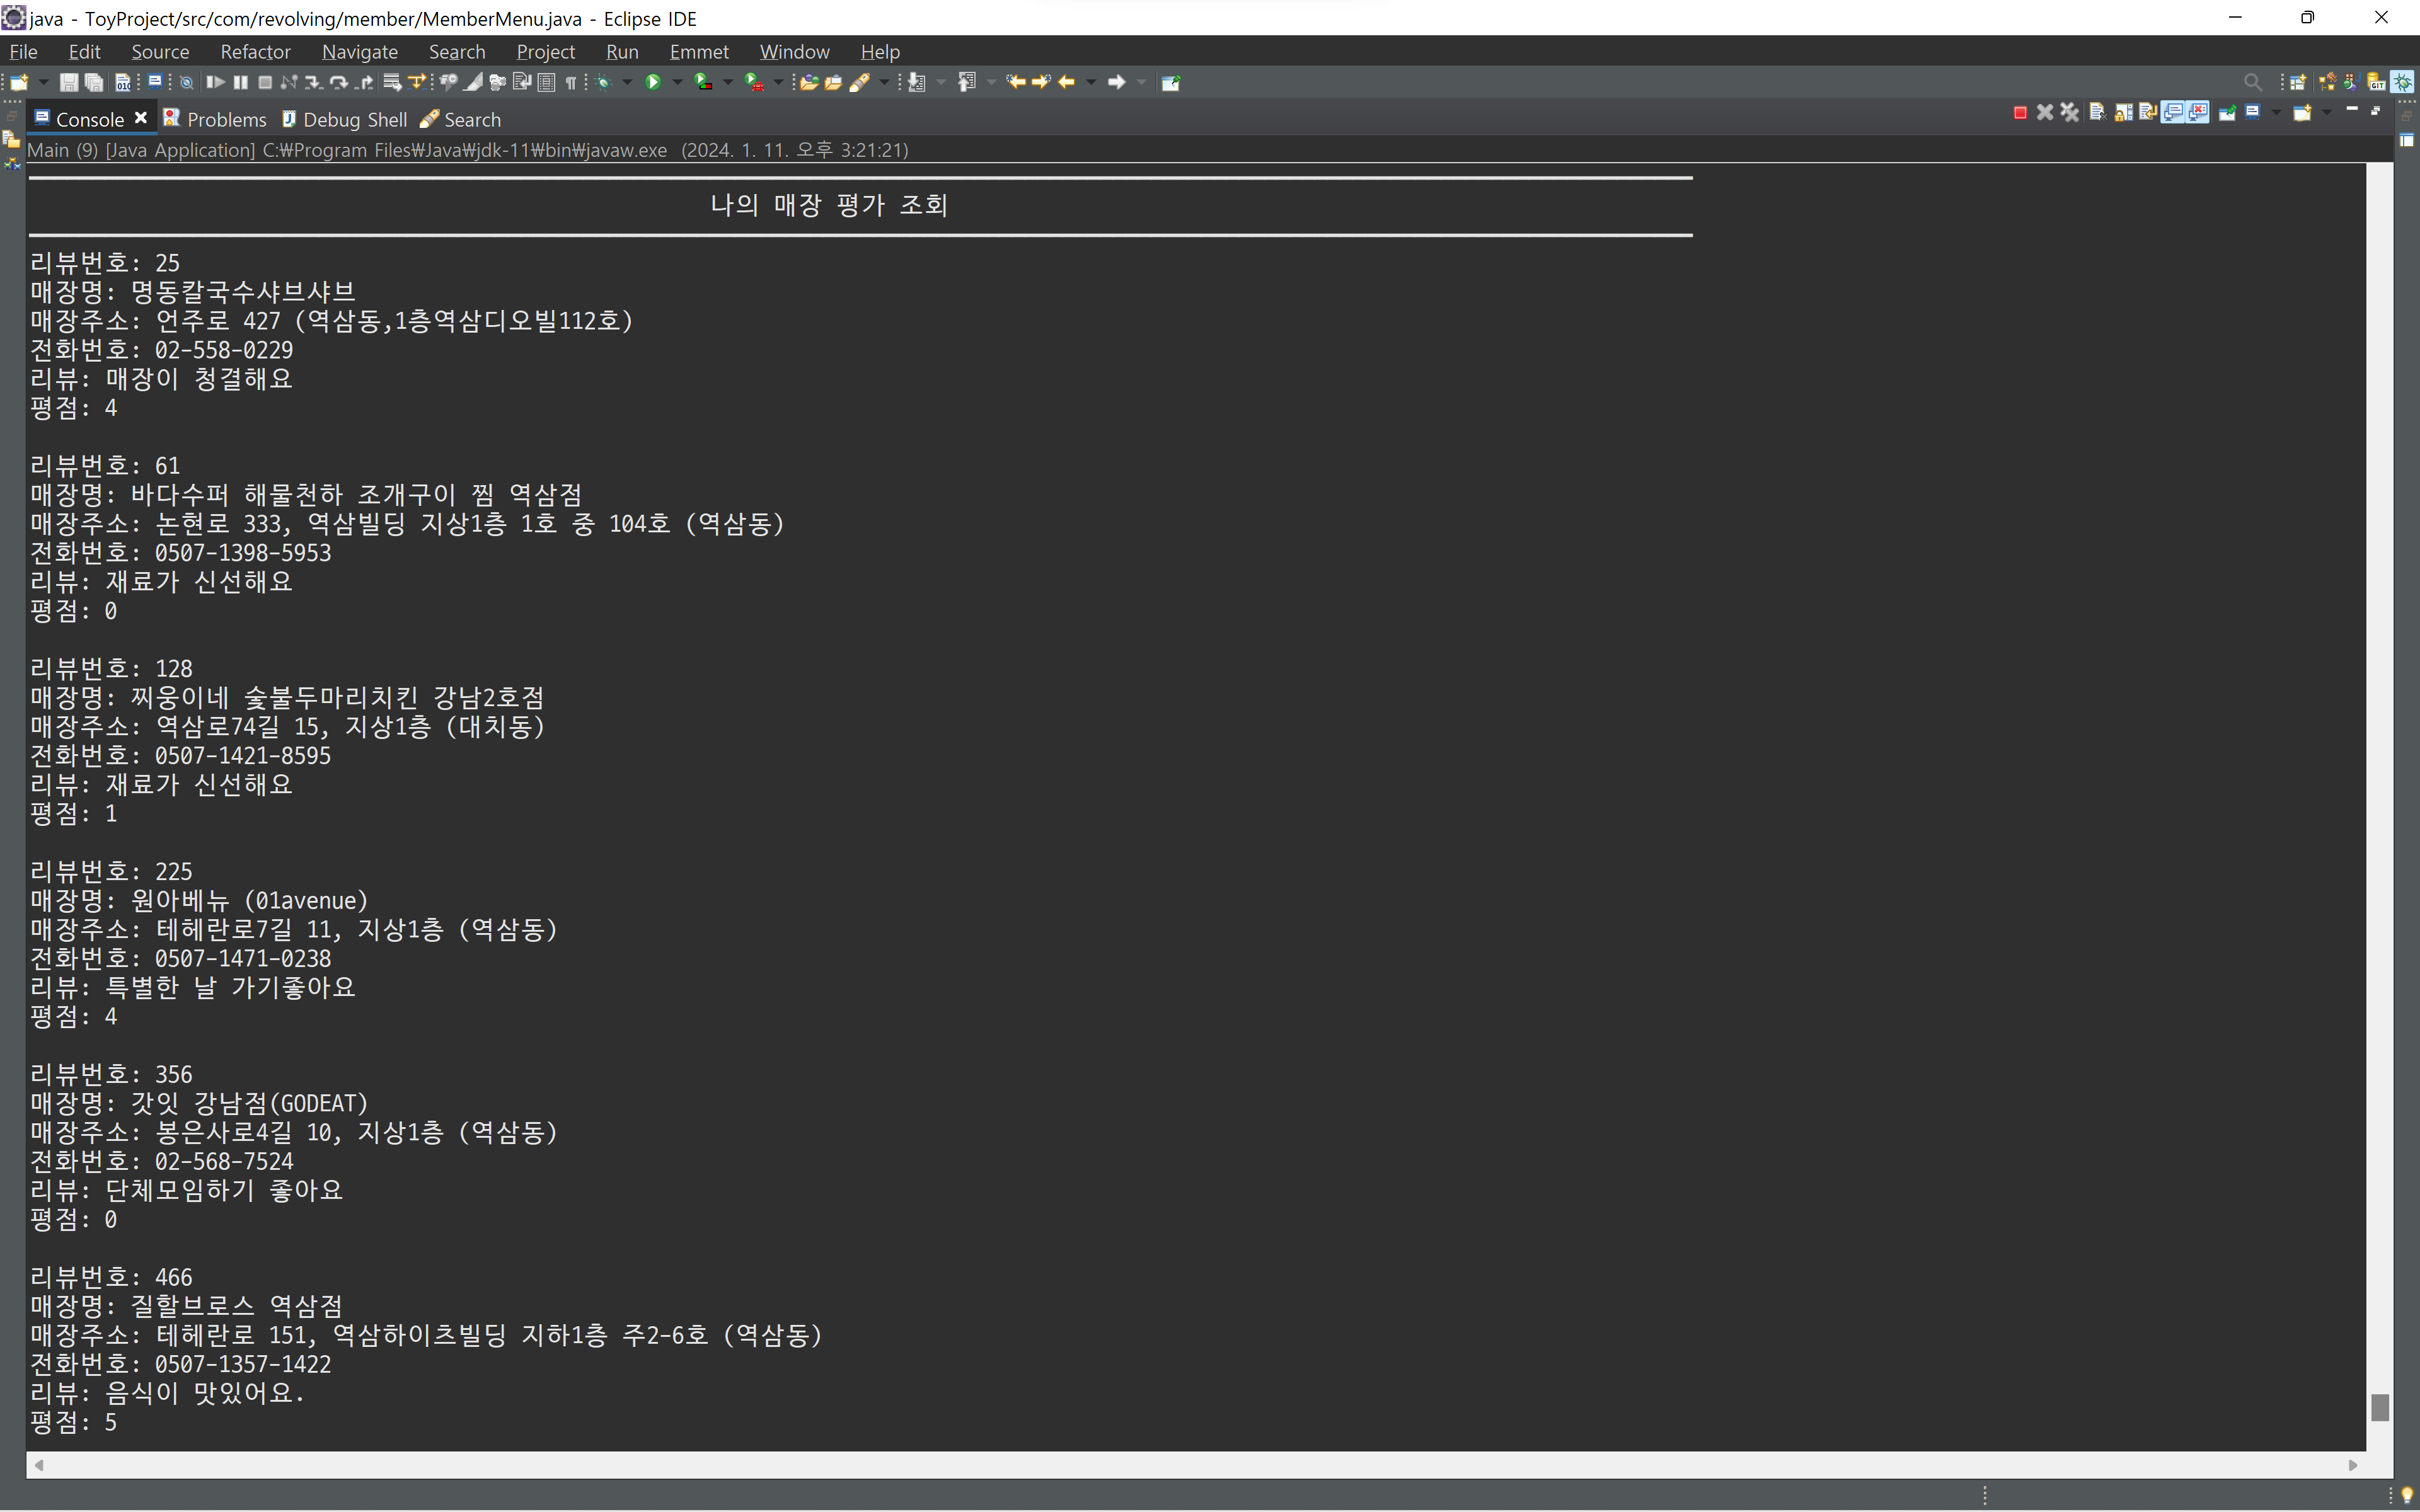 java - ToyProject/src/com/revolving/member/MemberMenu.java - Eclipse IDE
File Edit Source Refactor Navigate Search Project Run Emmet Window Help
Console Problems Debug Shell Search
Main (9) [Java Application] C:₩Program Files₩Java₩jdk-11₩bin₩javaw.exe (2024. 1. 11. 오후 3:21:21)
나의 매장 평가 조회
리뷰번호: 25
매장명: 명동칼국수샤브샤브
매장주소: 언주로 427 (역삼동,1층역삼디오빌112호)
전화번호: 02-558-0229
리뷰: 매장이 청결해요
평점: 4
리뷰번호: 61
매장명: 바다수퍼 해물천하 조개구이 찜 역삼점
매장주소: 논현로 333, 역삼빌딩 지상1층 1호 중 104호 (역삼동)
전화번호: 0507-1398-5953
리뷰: 재료가 신선해요
평점: 0
리뷰번호: 128
매장명: 찌웅이네 숯불두마리치킨 강남2호점
매장주소: 역삼로74길 15, 지상1층 (대치동)
전화번호: 0507-1421-8595
리뷰: 재료가 신선해요
평점: 1
리뷰번호: 225
매장명: 원아베뉴 (01avenue)
매장주소: 테헤란로7길 11, 지상1층 (역삼동)
전화번호: 0507-1471-0238
리뷰: 특별한 날 가기좋아요
평점: 4
리뷰번호: 356
매장명: 갓잇 강남점(GODEAT)
매장주소: 봉은사로4길 10, 지상1층 (역삼동)
전화번호: 02-568-7524
리뷰: 단체모임하기 좋아요
평점: 0
리뷰번호: 466
매장명: 질할브로스 역삼점
매장주소: 테헤란로 151, 역삼하이츠빌딩 지하1층 주2-6호 (역삼동)
전화번호: 0507-1357-1422
리뷰: 음식이 맛있어요.
평점: 5